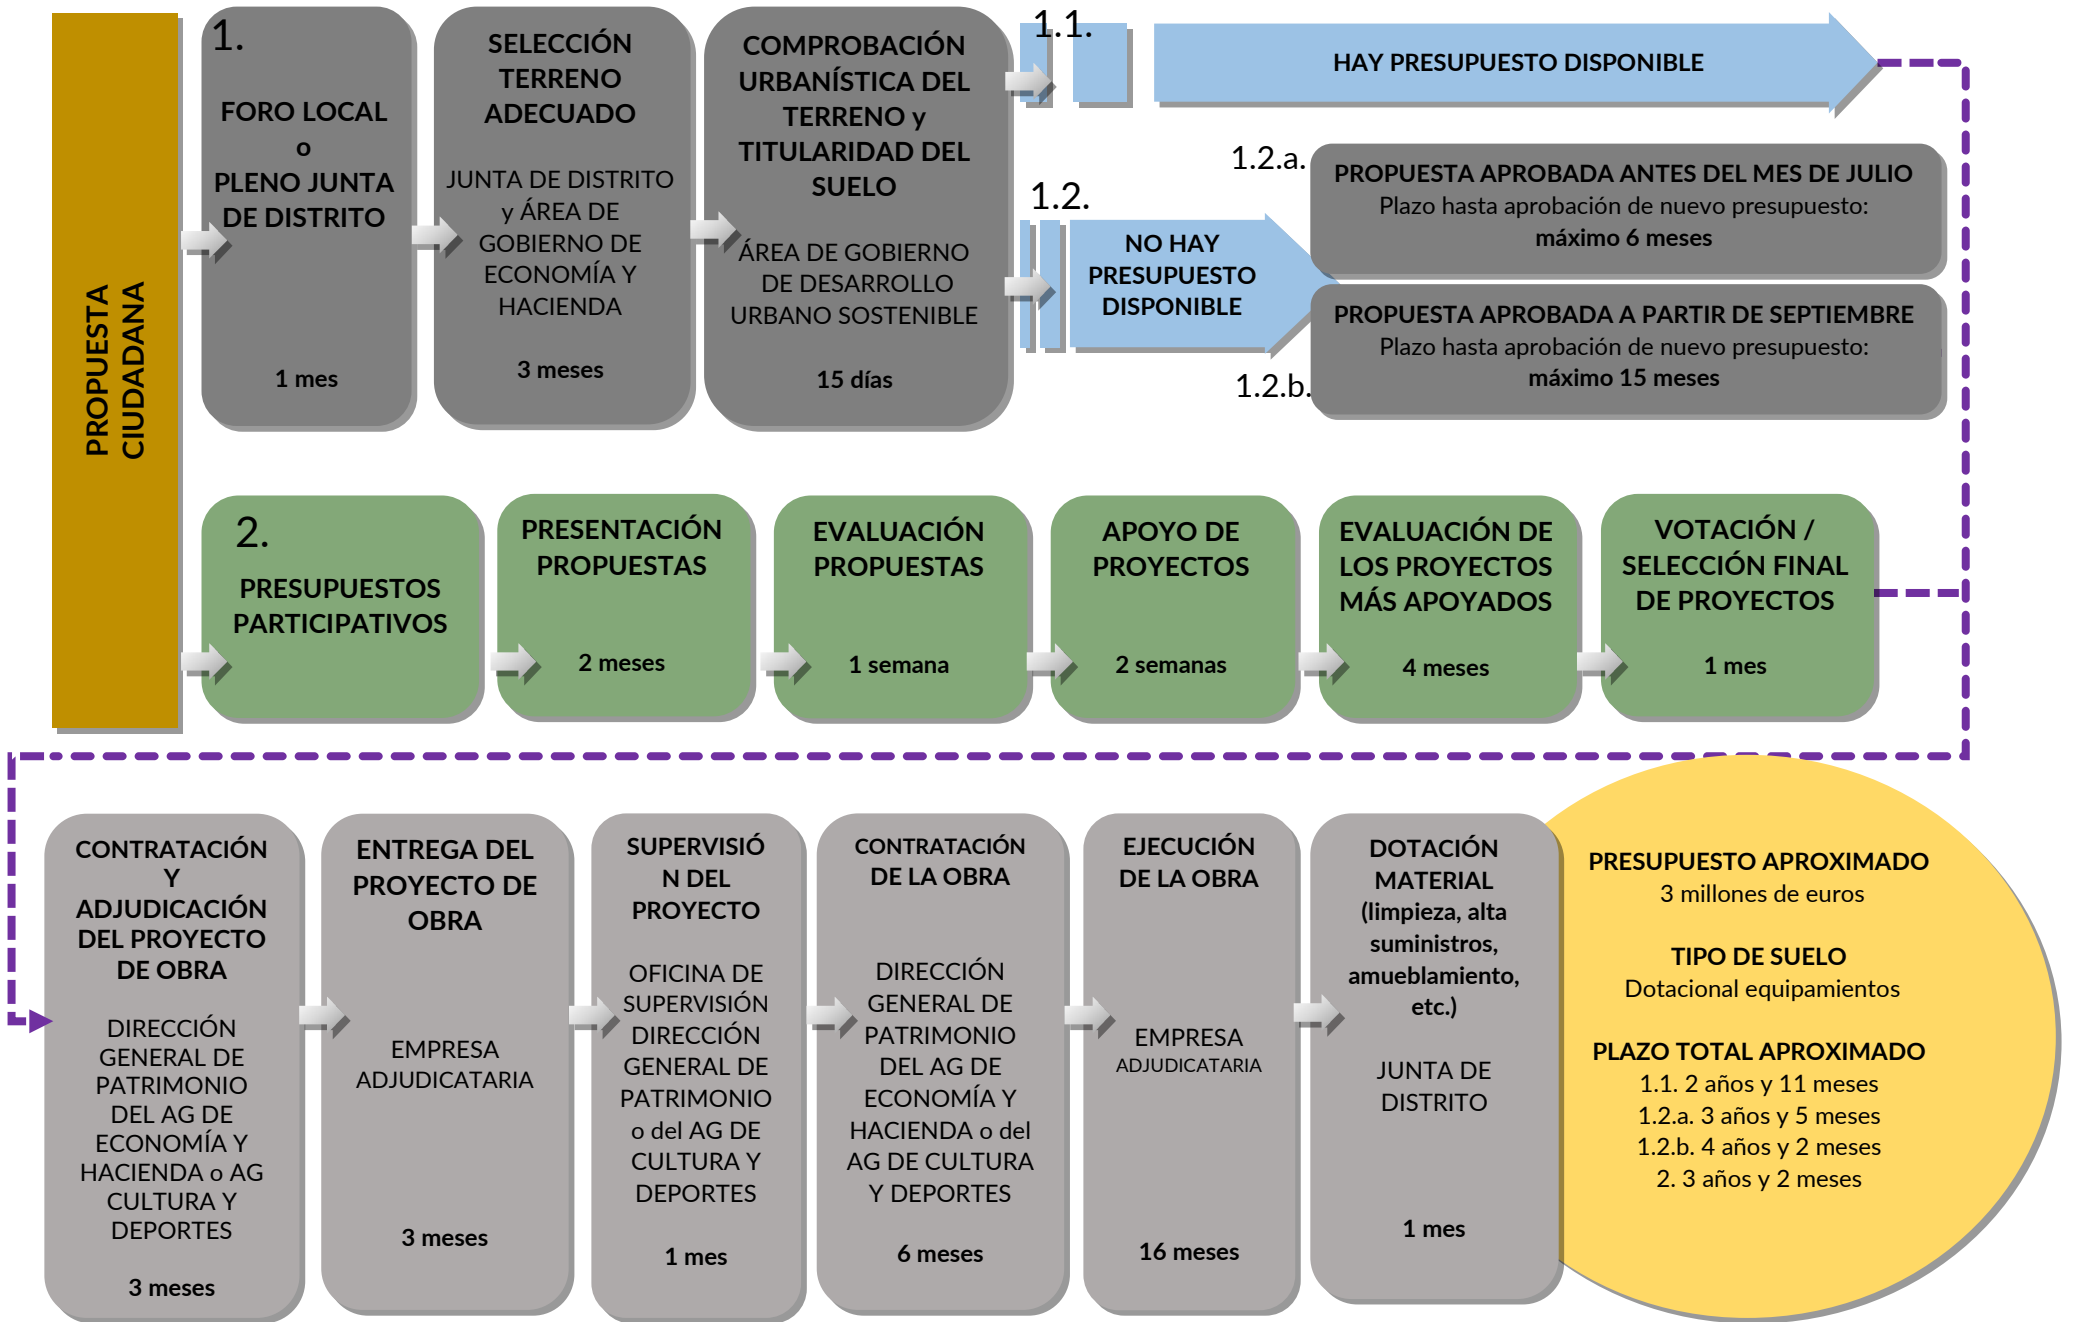 PROPUESTA
CIUDADANA
1.
FORO LOCAL
o
PLENO JUNTA
DE DISTRITO
1 mes
SELECCIÓN
TERRENO
ADECUADO
JUNTA DE DISTRITO
y ÁREA DE
GOBIERNO DE
ECONOMÍA Y
HACIENDA
3 meses
COMPROBACIÓN
URBANÍSTICA DEL
TERRENO y
TITULARIDAD DEL
SUELO
ÁREA DE GOBIERNO
DE DESARROLLO
URBANO SOSTENIBLE
15 días
1.1.
HAY PRESUPUESTO DISPONIBLE
1.2.
NO HAY
PRESUPUESTO
DISPONIBLE
1.2.a.
PROPUESTA APROBADA ANTES DEL MES DE JULIO
Plazo hasta aprobación de nuevo presupuesto:
máximo 6 meses
1.2.b.
PROPUESTA APROBADA A PARTIR DE SEPTIEMBRE
Plazo hasta aprobación de nuevo presupuesto:
máximo 15 meses
2.
PRESUPUESTOS
PARTICIPATIVOS
PRESENTACIÓN
PROPUESTAS
2 meses
EVALUACIÓN
PROPUESTAS
1 semana
APOYO DE
PROYECTOS
2 semanas
EVALUACIÓN DE
LOS PROYECTOS
MÁS APOYADOS
4 meses
VOTACIÓN /
SELECCIÓN FINAL
DE PROYECTOS
1 mes
CONTRATACIÓN
Y
ADJUDICACIÓN
DEL PROYECTO
DE OBRA
DIRECCIÓN
GENERAL DE
PATRIMONIO
DEL AG DE
ECONOMÍA Y
HACIENDA o AG
CULTURA Y
DEPORTES
3 meses
ENTREGA DEL
PROYECTO DE
OBRA
EMPRESA
ADJUDICATARIA
3 meses
SUPERVISIÓ
N DEL
PROYECTO
OFICINA DE
SUPERVISIÓN
DIRECCIÓN
GENERAL DE
PATRIMONIO
o del AG DE
CULTURA Y
DEPORTES
1 mes
CONTRATACIÓN
DE LA OBRA
DIRECCIÓN
GENERAL DE
PATRIMONIO
DEL AG DE
ECONOMÍA Y
HACIENDA o del
AG DE CULTURA
Y DEPORTES
6 meses
EJECUCIÓN
DE LA OBRA
EMPRESA
ADJUDICATARIA
16 meses
DOTACIÓN
MATERIAL
(limpieza, alta
suministros,
amueblamiento,
etc.)
JUNTA DE
DISTRITO
1 mes
PRESUPUESTO APROXIMADO
3 millones de euros
TIPO DE SUELO
Dotacional equipamientos
PLAZO TOTAL APROXIMADO
1.1. 2 años y 11 meses
1.2.a. 3 años y 5 meses
1.2.b. 4 años y 2 meses
2. 3 años y 2 meses